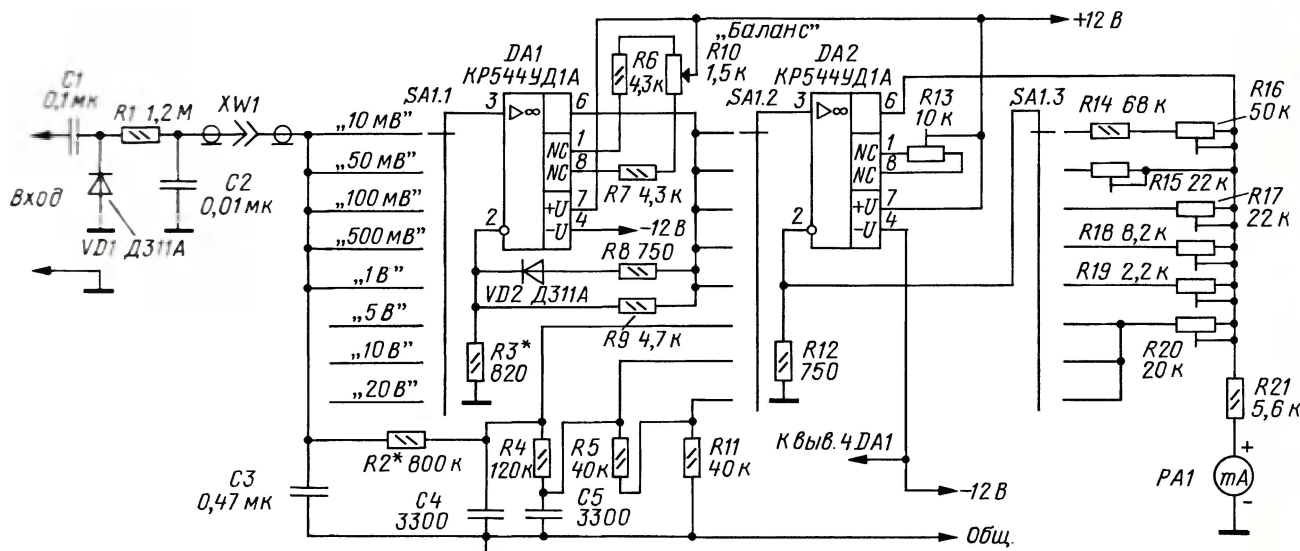 +12 В
„Баланс”
DA1
КР544УД1А
R6
4,3к
R10
1,5 к
DA2
КР544УД1А
C1
0,1мк
R1 1,2 М
XW1
SA1.1
3
▷∞
6
1
NC
8
NC
7
+U
4
-U
2
R7 4,3 к
-12 В
SA1.2
3
▷∞
6
R13
10 к
1
NC
8
NC
7
+U
4
-U
2
SA1.3
R14 68 к
R16
50 к
R15 22 к
R17
22 к
R18 8,2 к
R19 2,2 к
R20
20 к
R21
5,6 к
„10 мВ”
„50 мВ”
„100 мВ”
„500 мВ”
„1 В”
„5 В”
„10 В”
„20 В”
Вход
C2
0,01 мк
VD1 Д311А
R8 750
VD2 Д311А
R9 4,7 к
R3*
820
R12
750
R2* 800 к
R4
120к
R5
40к
R11
40 к
К выв. 4 DA1
C3
0,47 мк
C4
3300
C5
3300
-12 В
Общ.
PA1
+
mA
-